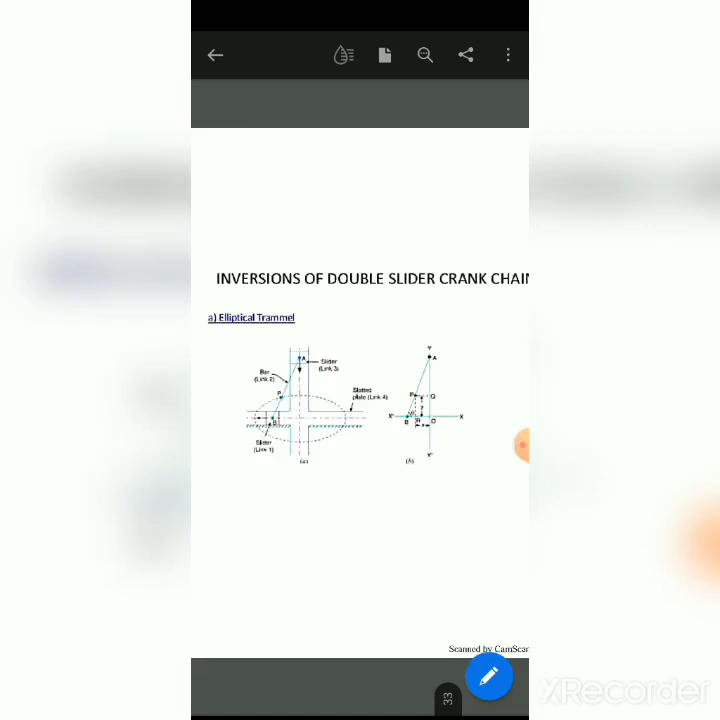 INVERSIONS OF DOUBLE SLIDER CRANK CHAIN
a) Elliptical Trammel
A
Slider
(Link 3)
Bar
(Link 2)
P
Slotted
plate (Link 4)
B
Slider
(Link 1)
(a)
Y
A
P
Q
X'
B
R
O
X
Y'
(b)
Scanned by CamScan
33
XRecorder